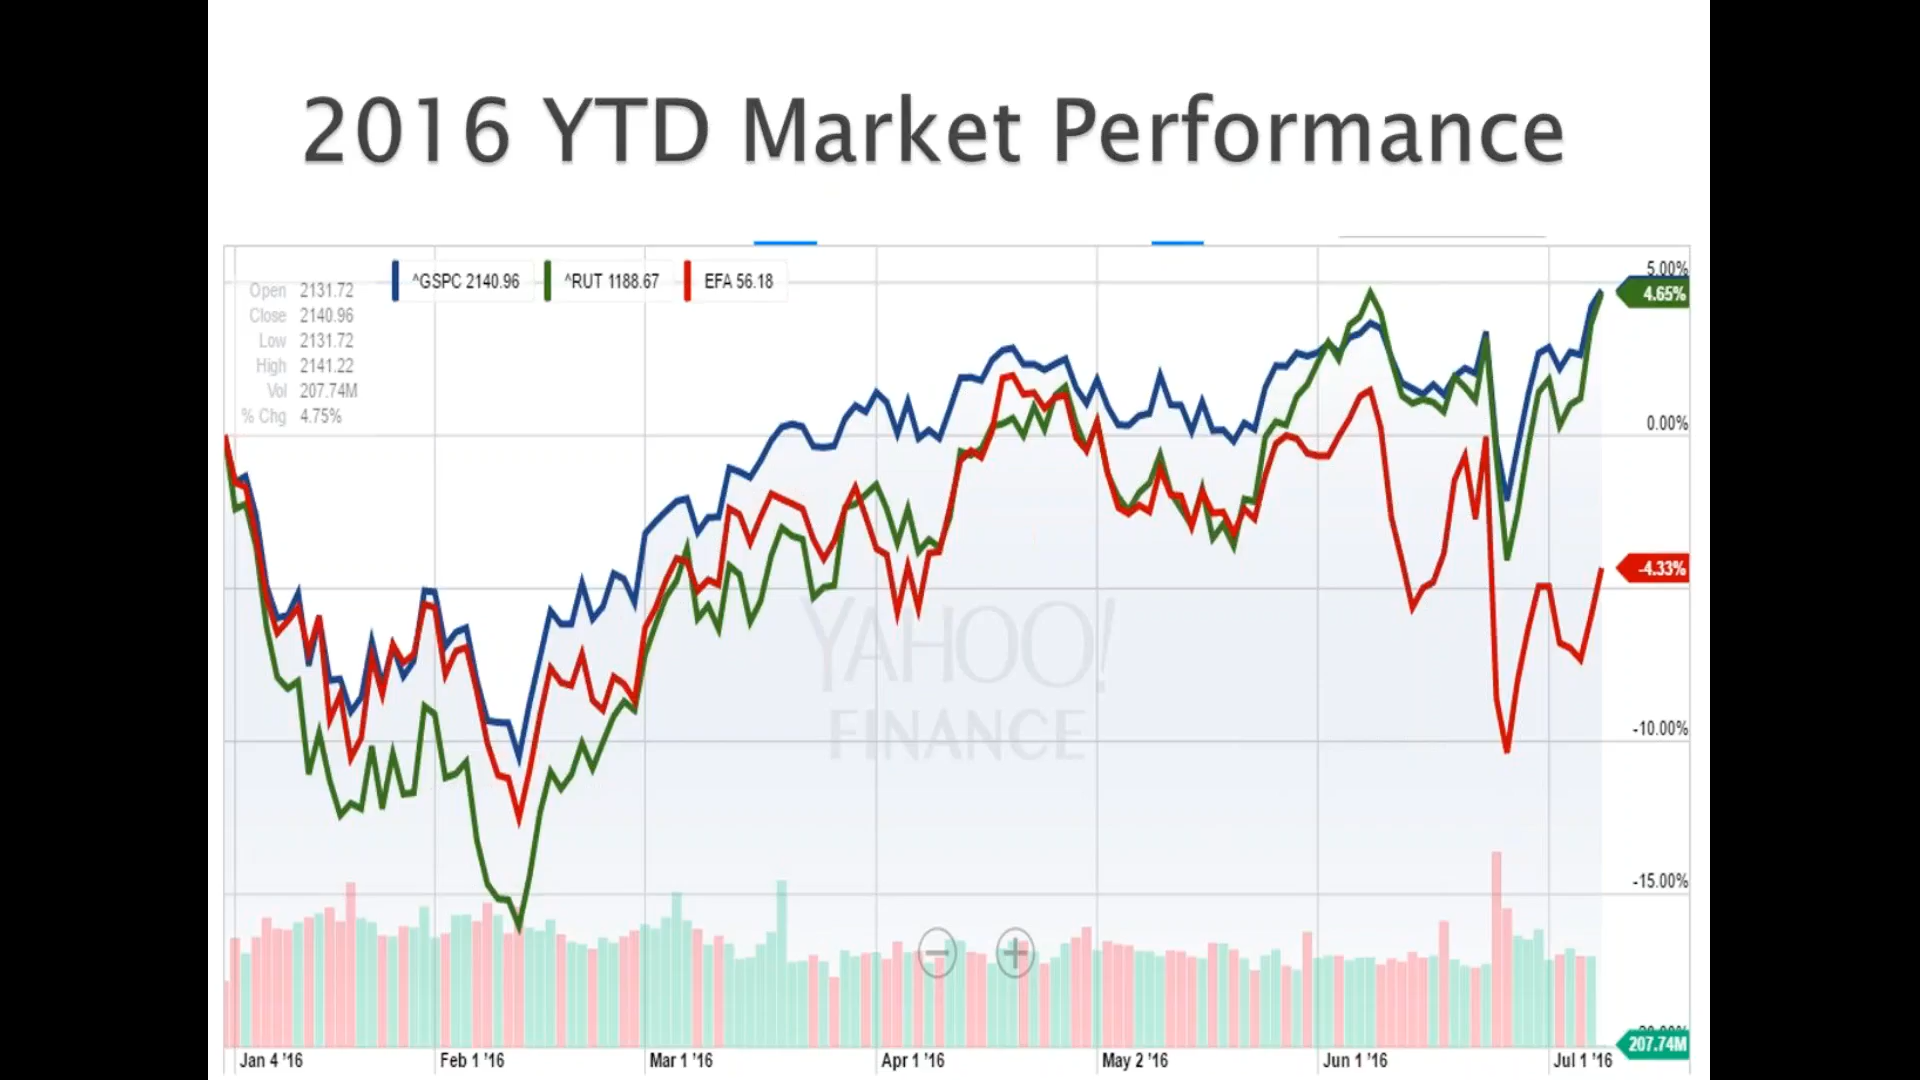 2016 YTD Market Performance
^GSPC 2140.96 ^RUT 1188.67 EFA 56.18
Open 2131.72
Close 2140.96
Low 2131.72
High 2141.22
Vol 207.74M
% Chg 4.75%
5.00%
4.65%
0.00%
-4.33%
-10.00%
-15.00%
207.74M
YAHOO!
FINANCE
Jan 4 '16 Feb 1 '16 Mar 1 '16 Apr 1 '16 May 2 '16 Jun 1 '16 Jul 1 '16